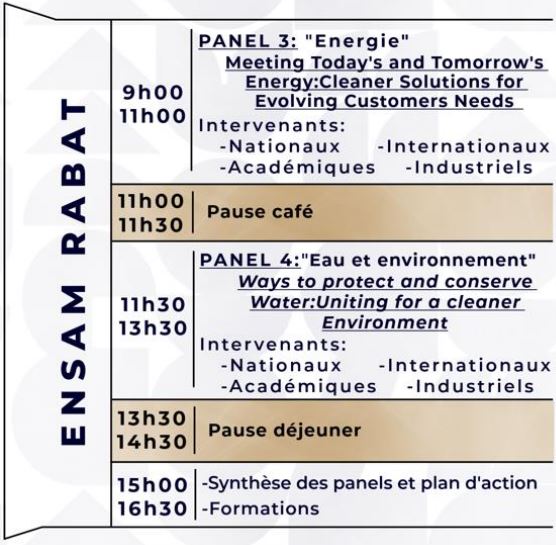 ENSAM RABAT
9h00
11h00
PANEL 3: "Energie"
Meeting Today's and Tomorrow's
Energy:Cleaner Solutions for
Evolving Customers Needs
Intervenants:
-Nationaux -Internationaux
-Académiques -Industriels
11h00
11h30
Pause café
11h30
13h30
PANEL 4:"Eau et environnement"
Ways to protect and conserve
Water:Uniting for a cleaner
Environment
Intervenants:
-Nationaux -Internationaux
-Académiques -Industriels
13h30
14h30
Pause déjeuner
15h00
16h30
-Synthèse des panels et plan d'action
-Formations